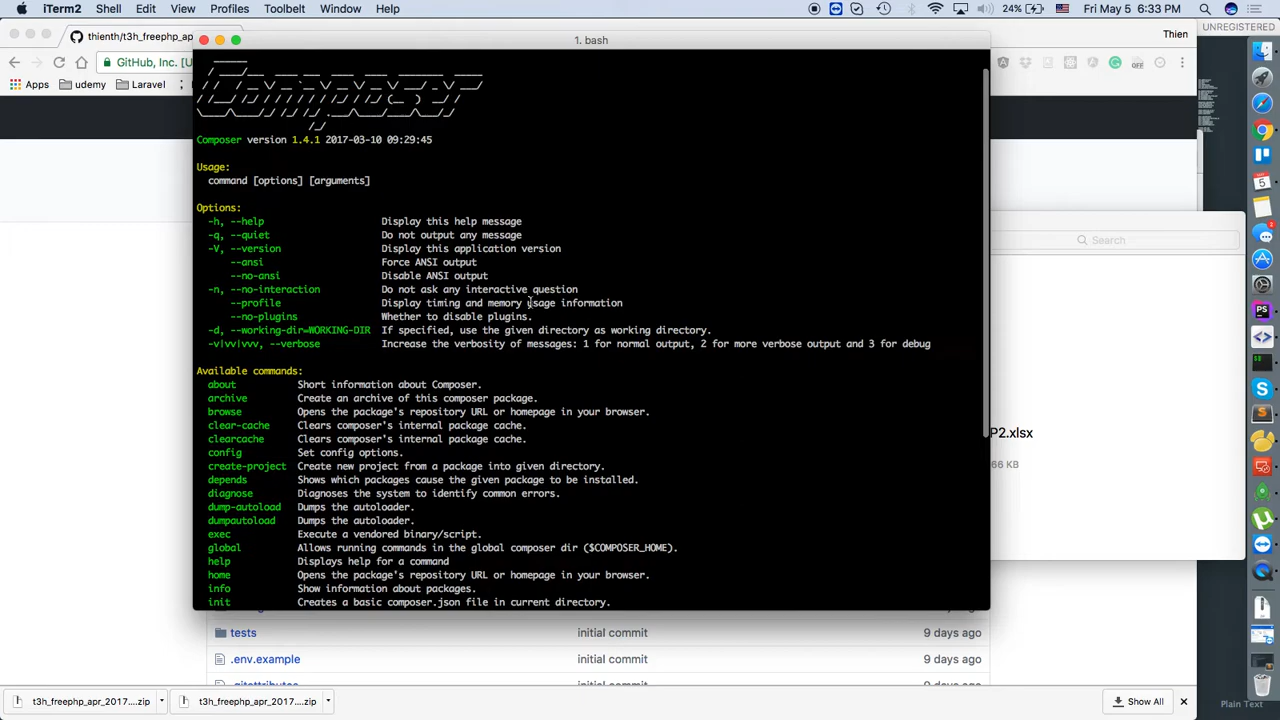 iTerm2 Shell Edit View Profiles Toolbelt Window Help 24% Fri May 5 6:33 PM
UNREGISTERED
thienth/t3h_freephp_ap
Thien
1. bash
GitHub, Inc. [U
Apps udemy Laravel
Composer
Composer version 1.4.1 2017-03-10 09:29:45
Usage:
command [options] [arguments]
Options:
-h, --help Display this help message
-q, --quiet Do not output any message
-V, --version Display this application version
--ansi Force ANSI output
--no-ansi Disable ANSI output
-n, --no-interaction Do not ask any interactive question
--profile Display timing and memory usage information
--no-plugins Whether to disable plugins.
-d, --working-dir=WORKING-DIR If specified, use the given directory as working directory.
-v|vv|vvv, --verbose Increase the verbosity of messages: 1 for normal output, 2 for more verbose output and 3 for debug
Available commands:
about Short information about Composer.
archive Create an archive of this composer package.
browse Opens the package's repository URL or homepage in your browser.
clear-cache Clears composer's internal package cache.
clearcache Clears composer's internal package cache.
config Set config options.
create-project Create new project from a package into given directory.
depends Shows which packages cause the given package to be installed.
diagnose Diagnoses the system to identify common errors.
dump-autoload Dumps the autoloader.
dumpautoload Dumps the autoloader.
exec Execute a vendored binary/script.
global Allows running commands in the global composer dir ($COMPOSER_HOME).
help Displays help for a command
home Opens the package's repository URL or homepage in your browser.
info Show information about packages.
init Creates a basic composer.json file in current directory.
Search
P2.xlsx
66 KB
tests initial commit 9 days ago
.env.example initial commit 9 days ago
.gitattributes initial commit 9 days ago
t3h_freephp_apr_2017....zip t3h_freephp_apr_2017....zip Show All
Plain Text